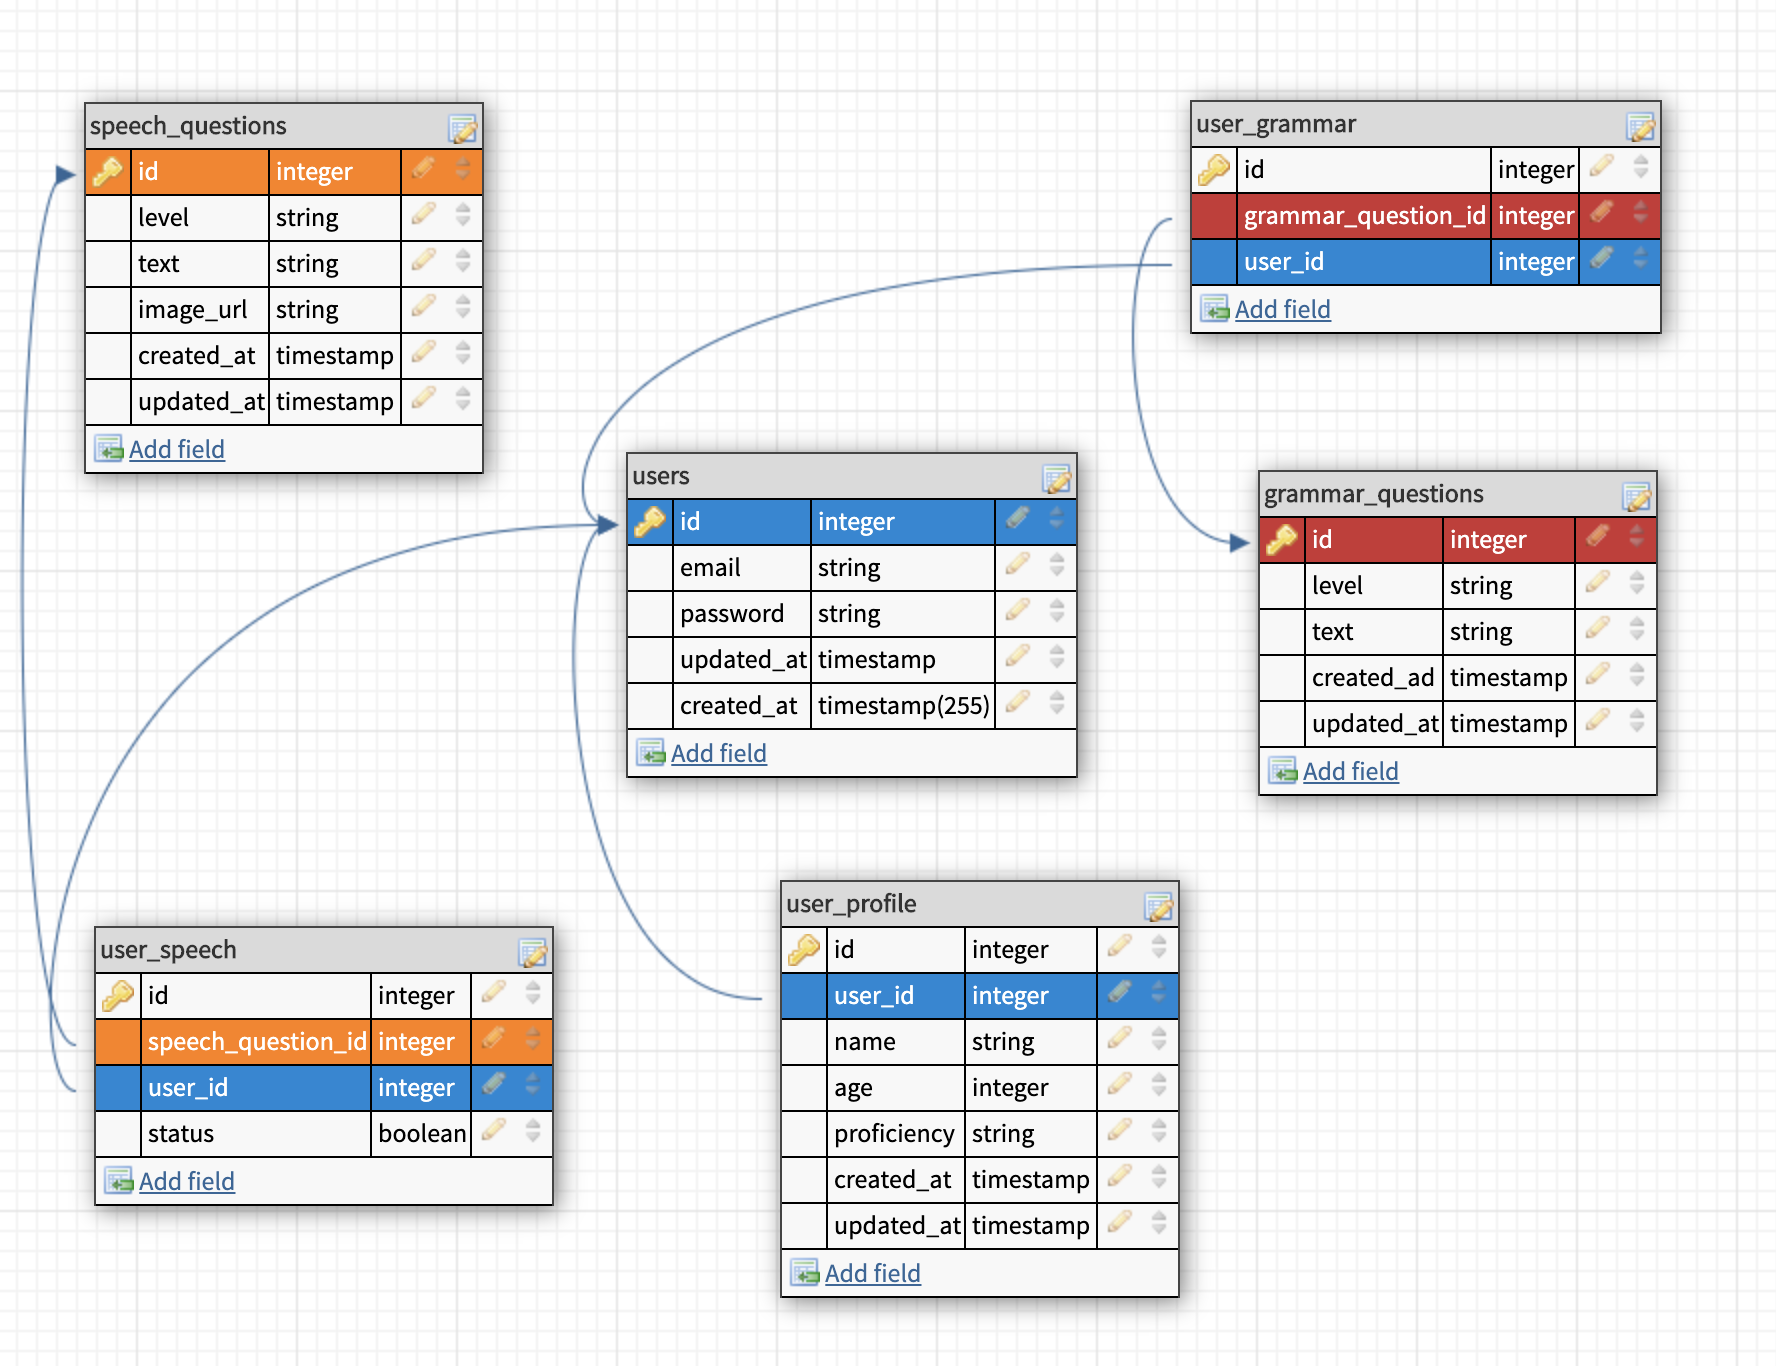 speech_questions
id integer
level string
text string
image_url string
created_at timestamp
updated_at timestamp
Add field
user_grammar
id integer
grammar_question_id integer
user_id integer
Add field
users
id integer
email string
password string
updated_at timestamp
created_at timestamp(255)
Add field
grammar_questions
id integer
level string
text string
created_ad timestamp
updated_at timestamp
Add field
user_speech
id integer
speech_question_id integer
user_id integer
status boolean
Add field
user_profile
id integer
user_id integer
name string
age integer
proficiency string
created_at timestamp
updated_at timestamp
Add field